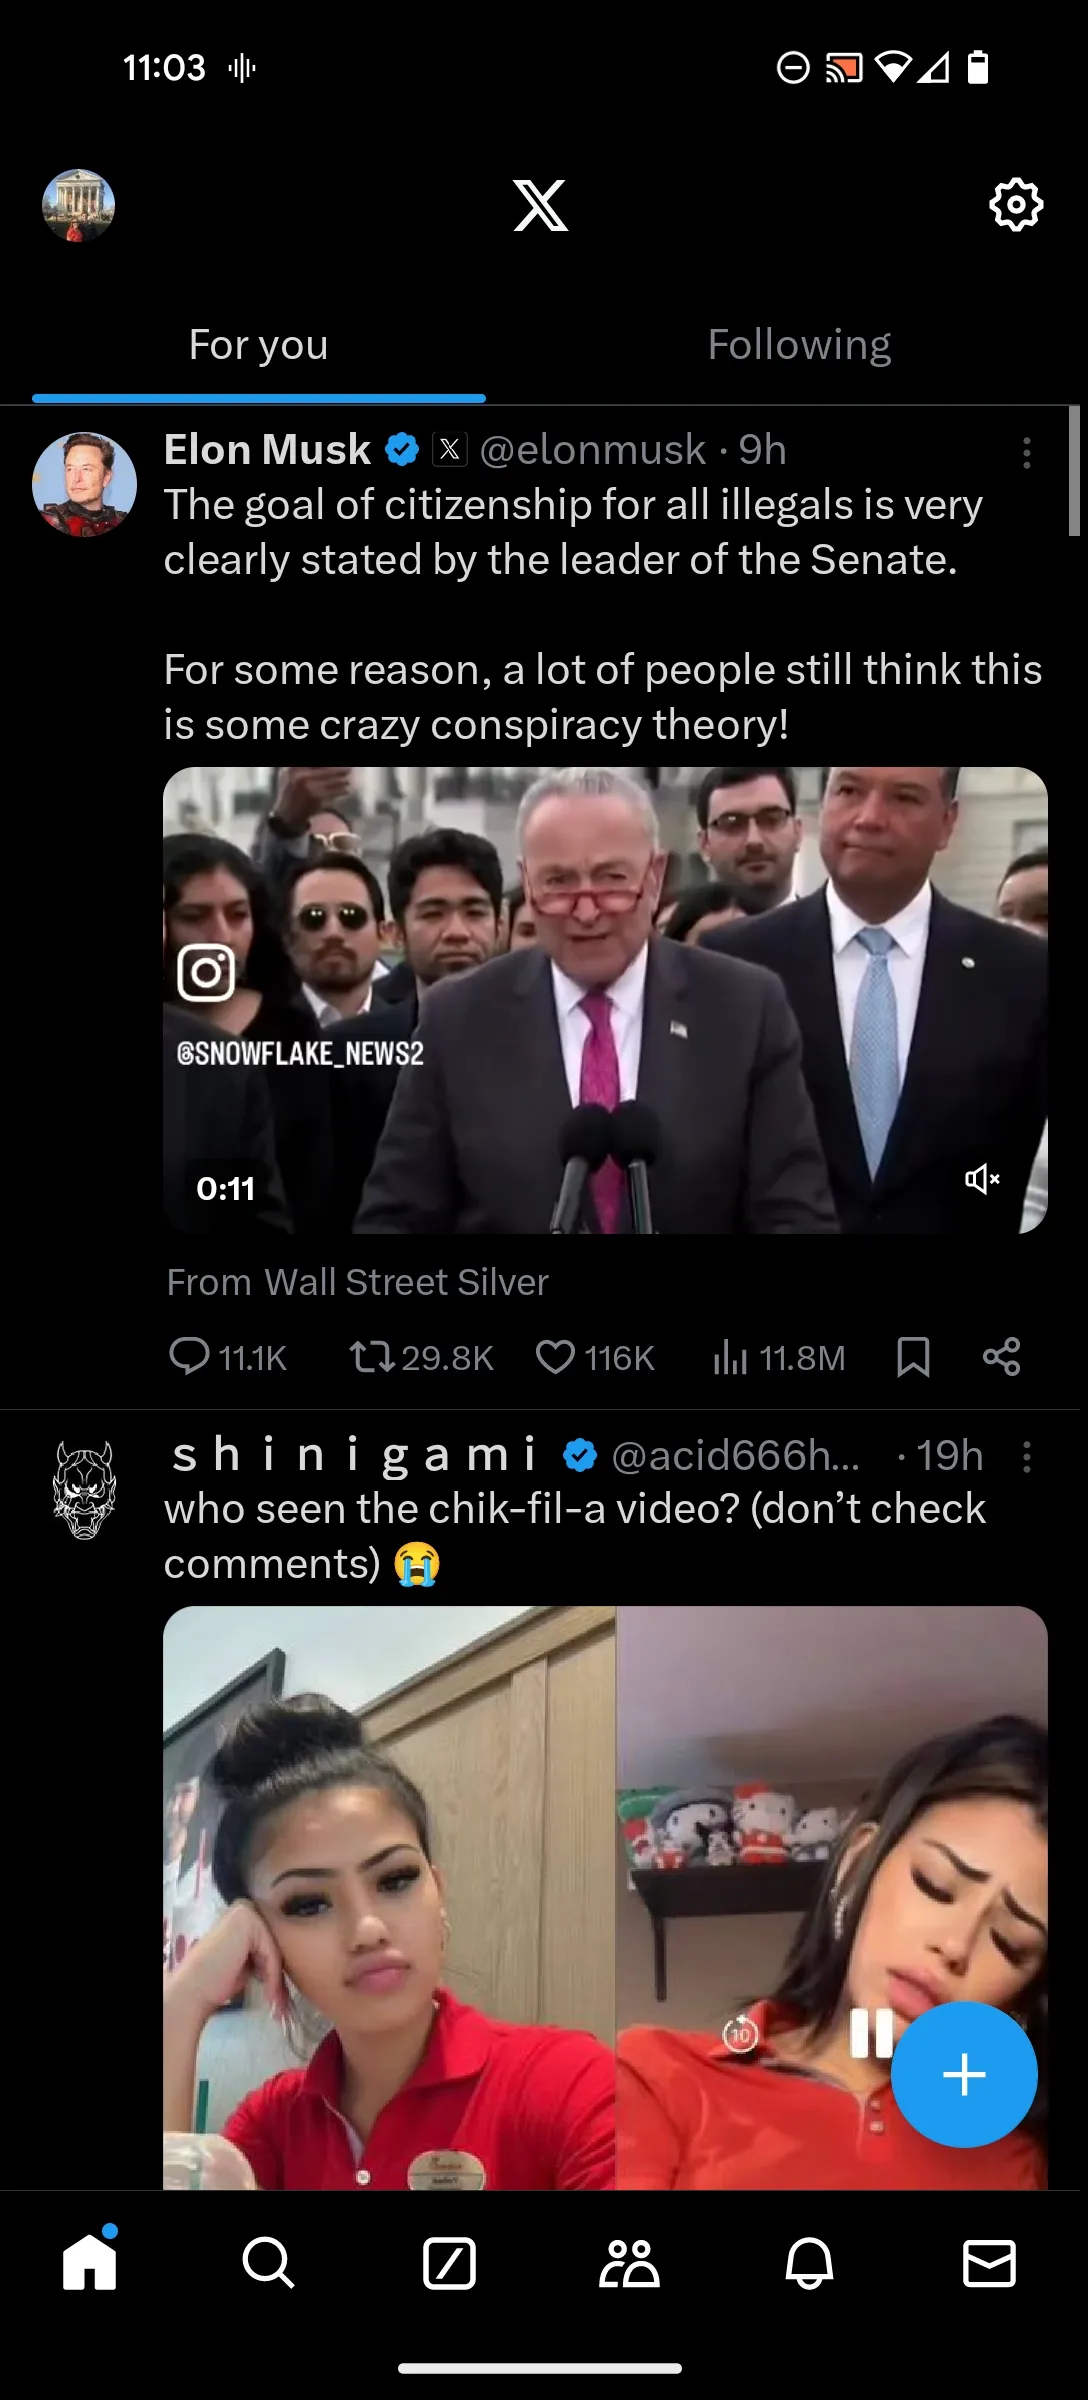 11:03
For you
Following
Elon Musk @elonmusk · 9h
The goal of citizenship for all illegals is very
clearly stated by the leader of the Senate.
For some reason, a lot of people still think this
is some crazy conspiracy theory!
@SNOWFLAKE_NEWS2
0:11
From Wall Street Silver
11.1K 29.8K 116K 11.8M
s h i n i g a m i @acid666h... · 19h
who seen the chik-fil-a video? (don’t check
comments) 😭
10